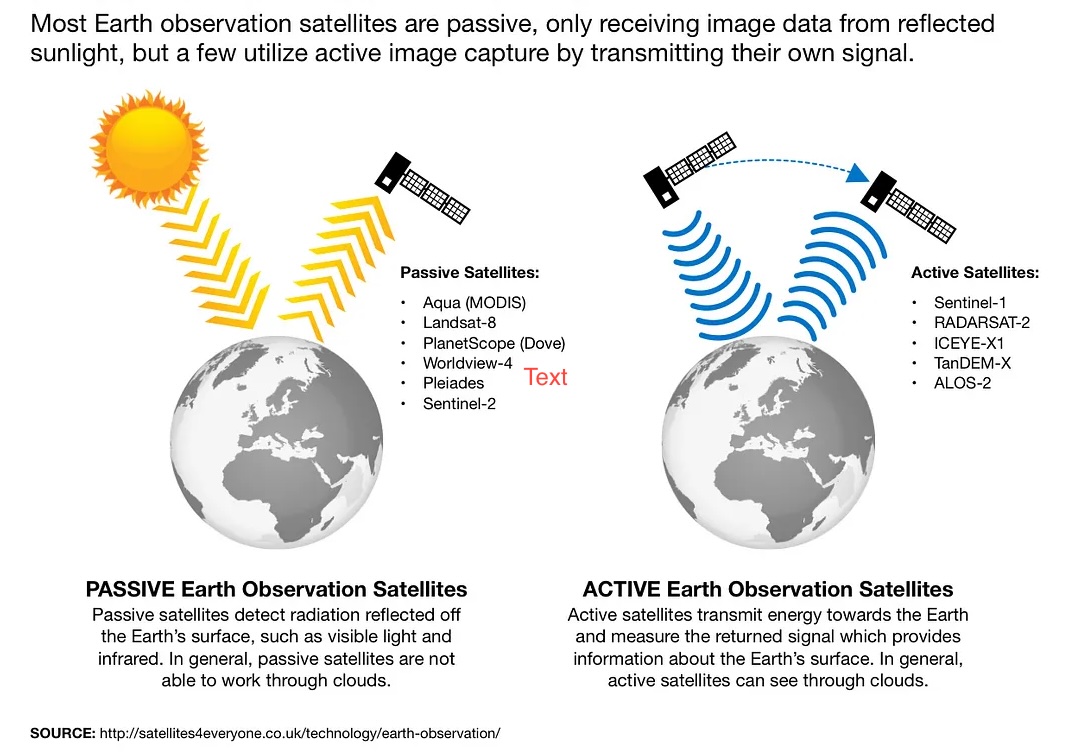 Most Earth observation satellites are passive, only receiving image data from reflected
sunlight, but a few utilize active image capture by transmitting their own signal.
Passive Satellites:
• Aqua (MODIS)
• Landsat-8
• PlanetScope (Dove)
• Worldview-4
• Pleiades
• Sentinel-2
Text
Active Satellites:
• Sentinel-1
• RADARSAT-2
• ICEYE-X1
• TanDEM-X
• ALOS-2
PASSIVE Earth Observation Satellites
Passive satellites detect radiation reflected off
the Earth's surface, such as visible light and
infrared. In general, passive satellites are not
able to work through clouds.
ACTIVE Earth Observation Satellites
Active satellites transmit energy towards the Earth
and measure the returned signal which provides
information about the Earth's surface. In general,
active satellites can see through clouds.
SOURCE: http://satellites4everyone.co.uk/technology/earth-observation/